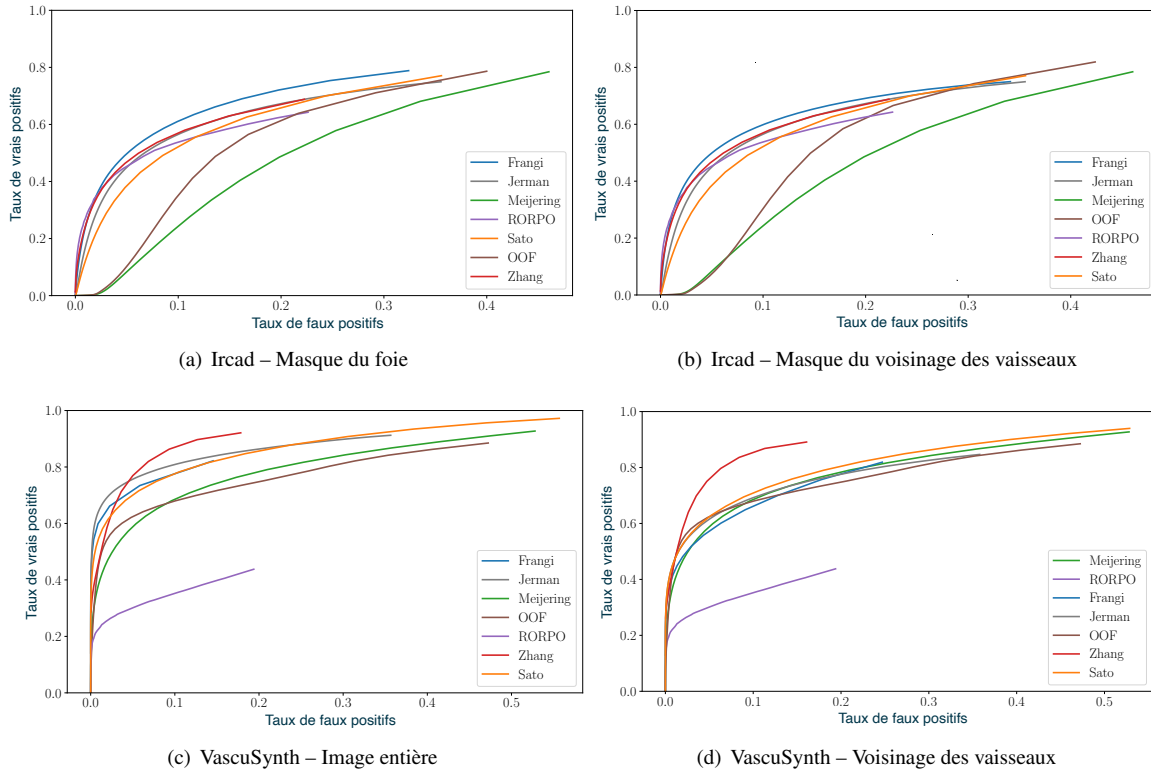 1.0
0.8
0.6
0.4
0.2
0.0
Taux de vrais positifs
0.0
0.1
0.2
0.3
0.4
Taux de faux positifs
Frangi
Jerman
Meijering
RORPO
Sato
OOF
Zhang
(a) Ircad – Masque du foie
1.0
0.8
0.6
0.4
0.2
0.0
Taux de vrais positifs
0.0
0.1
0.2
0.3
0.4
Taux de faux positifs
Frangi
Jerman
Meijering
OOF
RORPO
Zhang
Sato
(b) Ircad – Masque du voisinage des vaisseaux
1.0
0.8
0.6
0.4
0.2
0.0
Taux de vrais positifs
0.0
0.1
0.2
0.3
0.4
0.5
Taux de faux positifs
Frangi
Jerman
Meijering
OOF
RORPO
Zhang
Sato
(c) VascuSynth – Image entière
1.0
0.8
0.6
0.4
0.2
0.0
Taux de vrais positifs
0.0
0.1
0.2
0.3
0.4
0.5
Taux de faux positifs
Meijering
RORPO
Frangi
Jerman
OOF
Zhang
Sato
(d) VascuSynth – Voisinage des vaisseaux